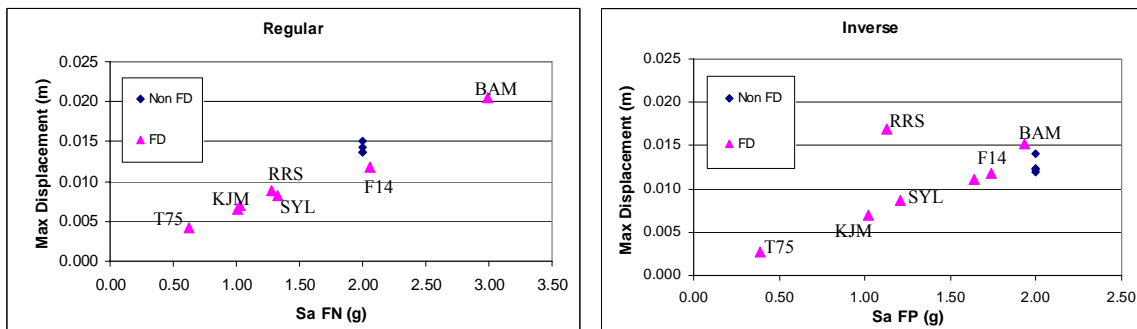 Regular
Max Displacement (m)
0.025
0.020
0.015
0.010
0.005
0.000
Non FD
FD
BAM
RRS
F14
KJM
SYL
T75
0.00 0.50 1.00 1.50 2.00 2.50 3.00 3.50
Sa FN (g)
Inverse
Max Displacement (m)
0.025
0.020
0.015
0.010
0.005
0.000
Non FD
FD
RRS
BAM
F14
SYL
KJM
T75
0.00 0.50 1.00 1.50 2.00 2.50
Sa FP (g)